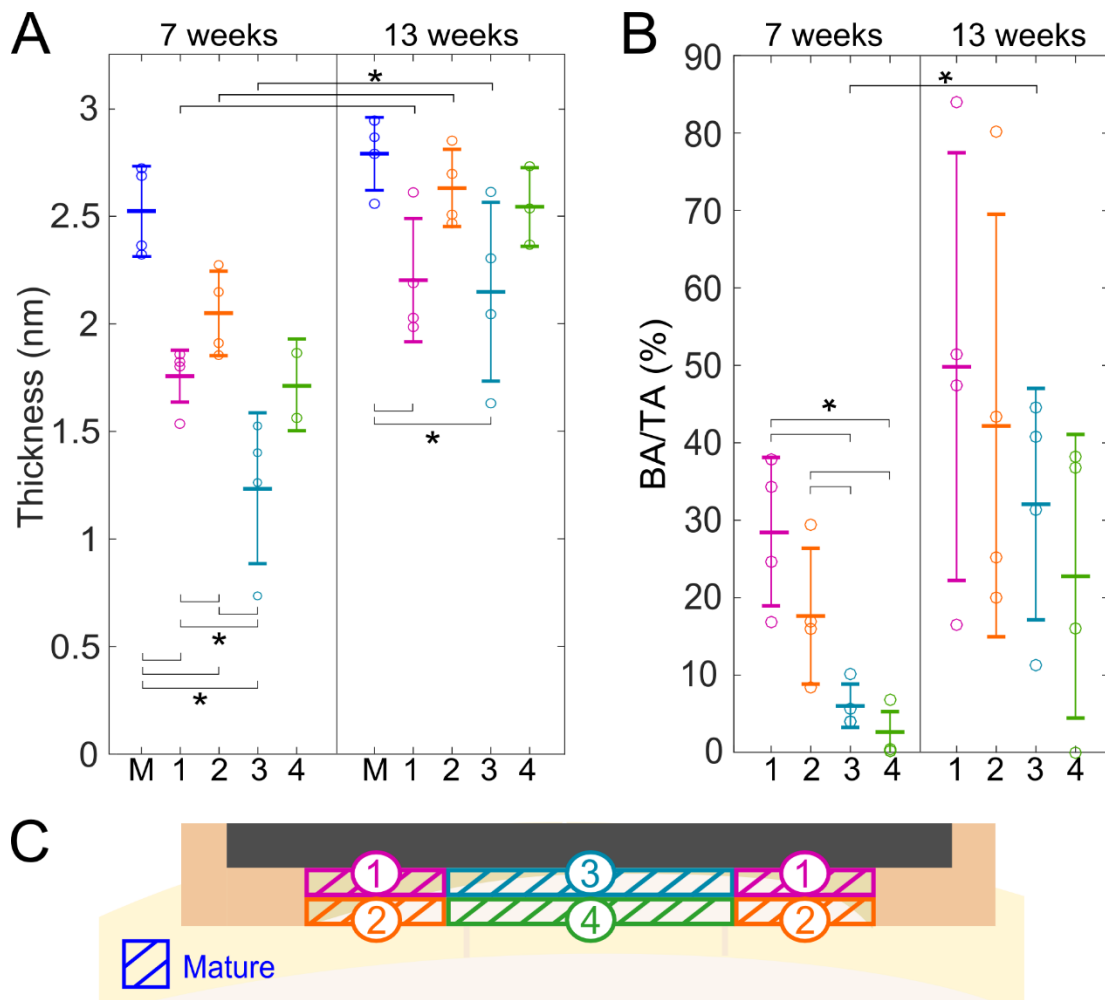 A
7 weeks
13 weeks
Thickness (nm)
3
2.5
2
1.5
1
0.5
0
*
*
*
*
M 1 2 3 4
M 1 2 3 4
B
7 weeks
13 weeks
BA/TA (%)
90
80
70
60
50
40
30
20
10
0
*
*
1 2 3 4
1 2 3 4
C
1 3 1
2 4 2
Mature